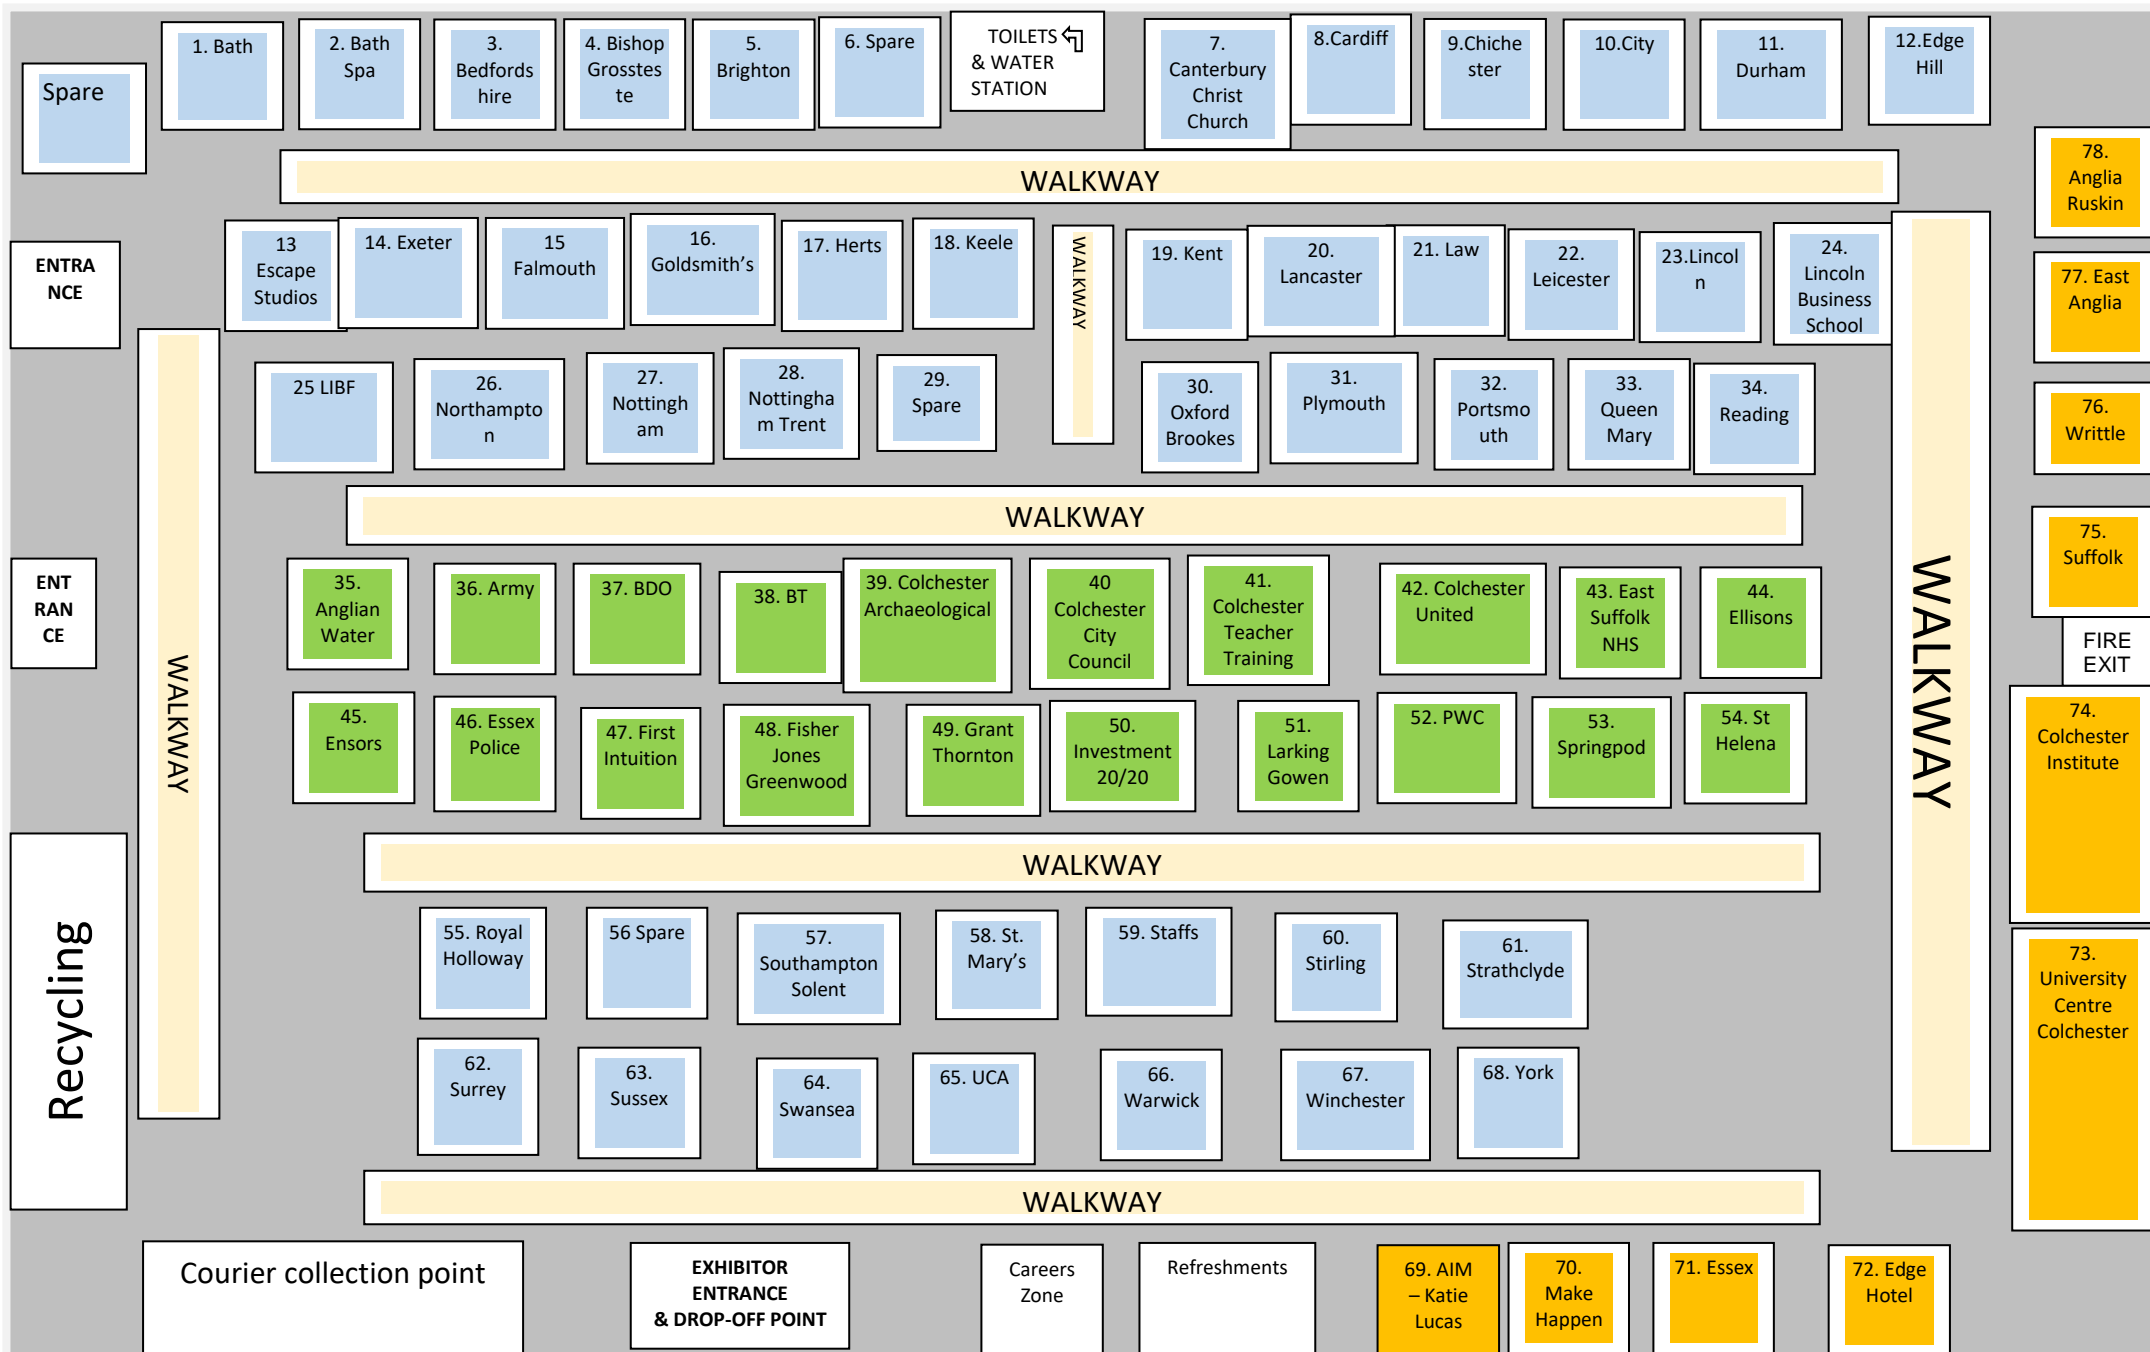 Spare
1. Bath
2. Bath
Spa
3.
Bedfords
hire
4. Bishop
Grosstes
te
5.
Brighton
6. Spare
TOILETS
& WATER
STATION
7.
Canterbury
Christ
Church
8.Cardiff
9.Chiche
ster
10.City
11.
Durham
12.Edge
Hill
WALKWAY
78.
Anglia
Ruskin
ENTRA
NCE
13
Escape
Studios
14. Exeter
15
Falmouth
16.
Goldsmith’s
17. Herts
18. Keele
WALKWAY
19. Kent
20.
Lancaster
21. Law
22.
Leicester
23.Lincol
n
24.
Lincoln
Business
School
77. East
Anglia
25 LIBF
26.
Northampto
n
27.
Nottingh
am
28.
Nottingha
m Trent
29.
Spare
30.
Oxford
Brookes
31.
Plymouth
32.
Portsmo
uth
33.
Queen
Mary
34.
Reading
76.
Writtle
WALKWAY
75.
Suffolk
ENT
RAN
CE
WALKWAY
35.
Anglian
Water
36. Army
37. BDO
38. BT
39. Colchester
Archaeological
40
Colchester
City
Council
41.
Colchester
Teacher
Training
42. Colchester
United
43. East
Suffolk
NHS
44.
Ellisons
WALKWAY
FIRE
EXIT
45.
Ensors
46. Essex
Police
47. First
Intuition
48. Fisher
Jones
Greenwood
49. Grant
Thornton
50.
Investment
20/20
51.
Larking
Gowen
52. PWC
53.
Springpod
54. St
Helena
74.
Colchester
Institute
WALKWAY
Recycling
55. Royal
Holloway
56 Spare
57.
Southampton
Solent
58. St.
Mary’s
59. Staffs
60.
Stirling
61.
Strathclyde
73.
University
Centre
Colchester
62.
Surrey
63.
Sussex
64.
Swansea
65. UCA
66.
Warwick
67.
Winchester
68. York
WALKWAY
Courier collection point
EXHIBITOR
ENTRANCE
& DROP-OFF POINT
Careers
Zone
Refreshments
69. AIM
– Katie
Lucas
70.
Make
Happen
71. Essex
72. Edge
Hotel